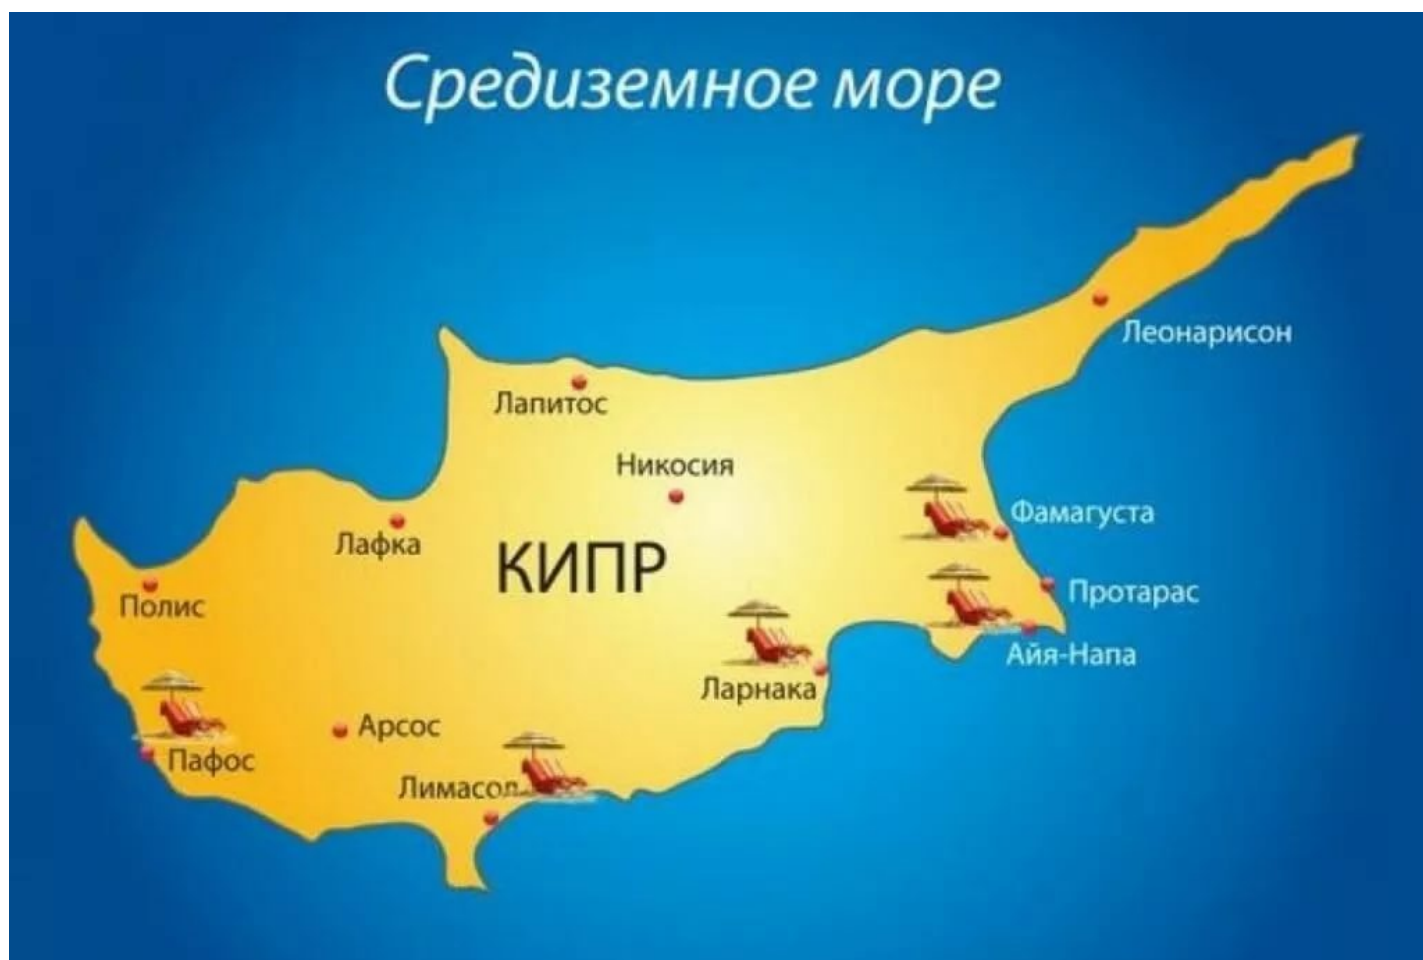 Средиземное море
Леонарисон
Лапитос
Никосия
Фамагуста
Лафка
КИПР
Протарас
Полис
Айя-Напа
Ларнака
Арсос
Пафос
Лимасол